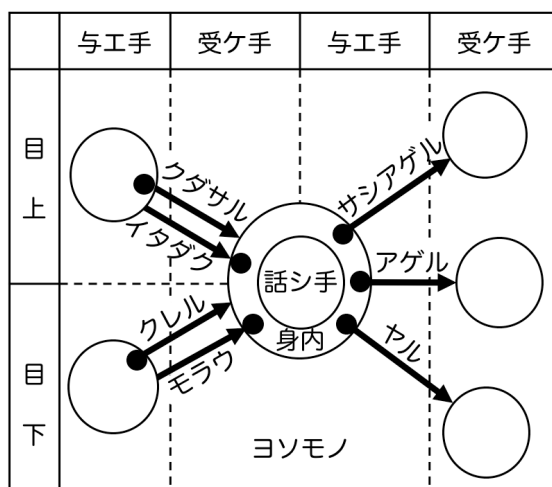 与エ手 受ケ手 与エ手 受ケ手
目上
クダサル
イタダク
サシアゲル
アゲル
話シ手
身内
目下
クレル
モラウ
ヤル
ヨソモノ